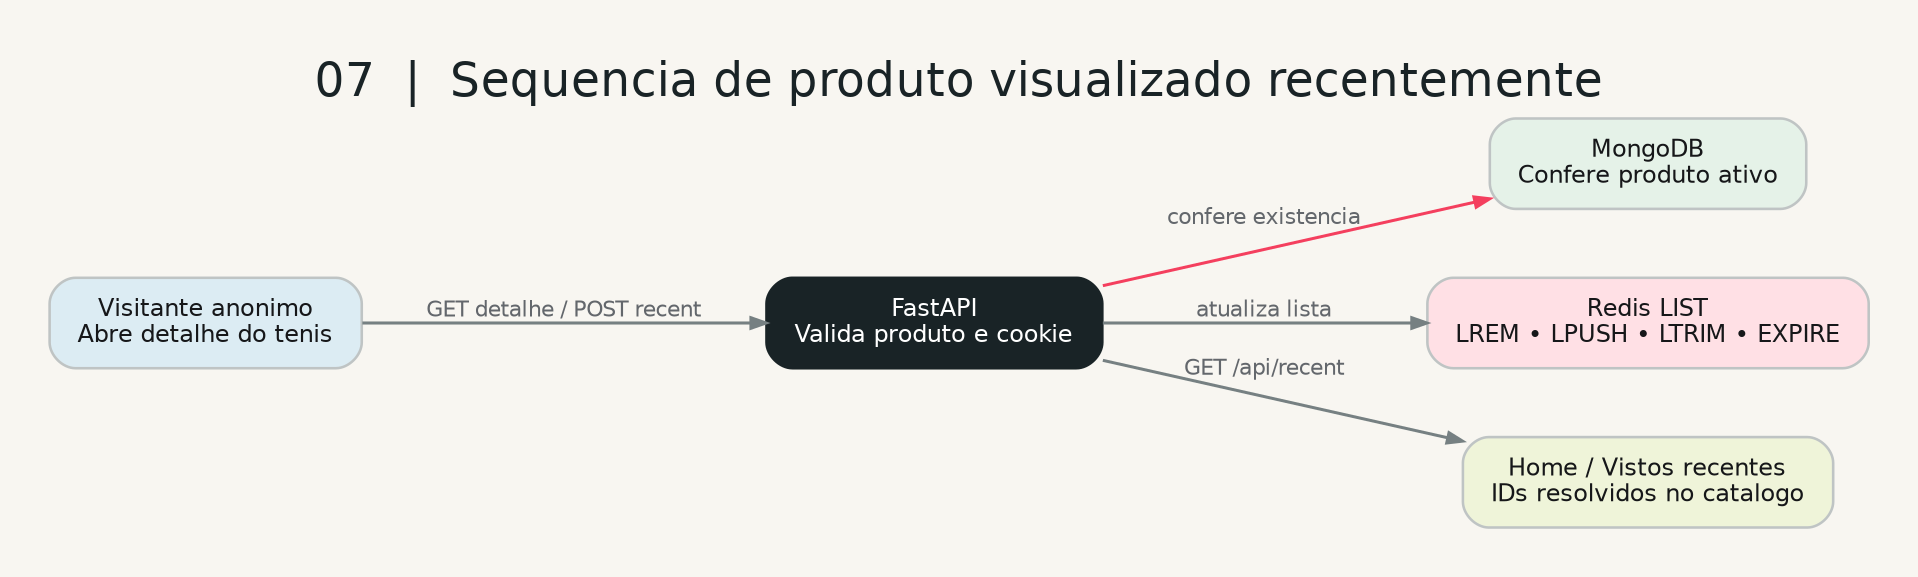 07 | Sequencia de produto visualizado recentemente
MongoDB
Confere produto ativo
confere existencia
Visitante anonimo
Abre detalhe do tenis
GET detalhe / POST recent
FastAPI
Valida produto e cookie
atualiza lista
Redis LIST
LREM • LPUSH • LTRIM • EXPIRE
GET /api/recent
Home / Vistos recentes
IDs resolvidos no catalogo